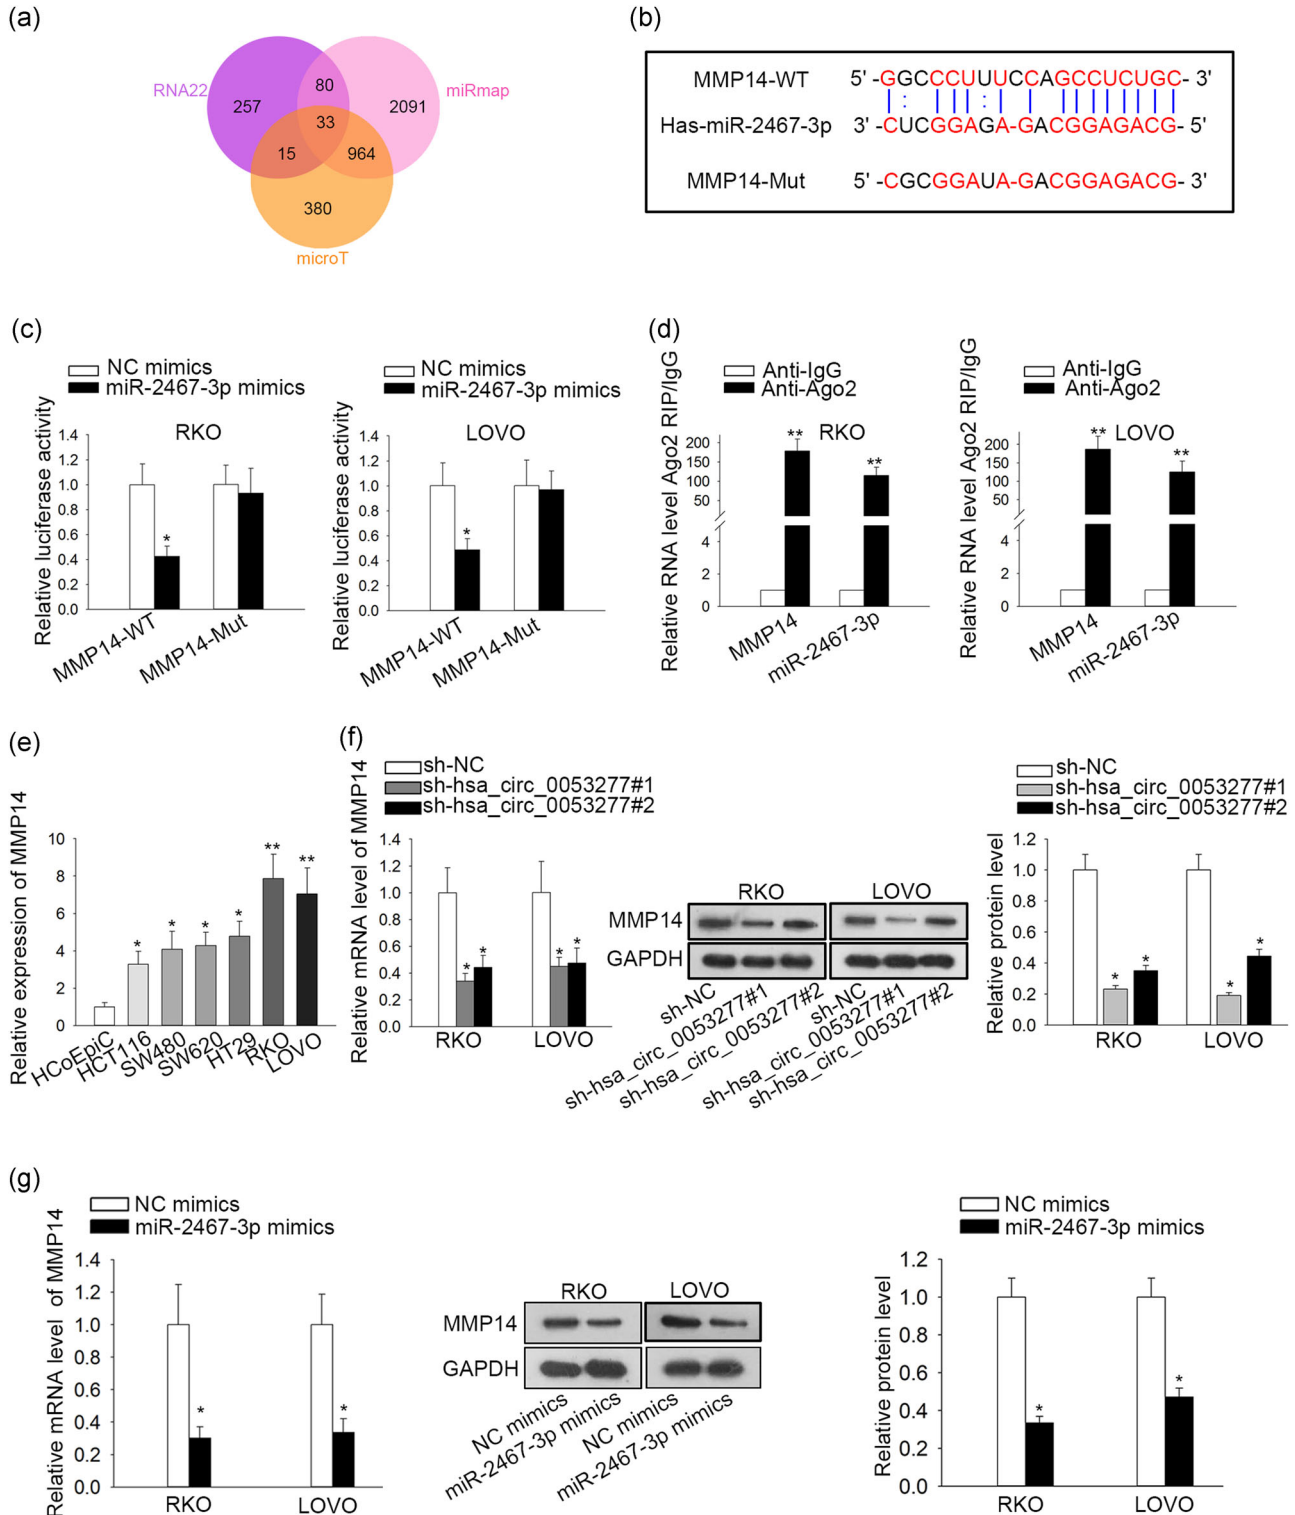 (a)
RNA22
257
80
2091
miRmap
33
15
964
380
microT
(b)
MMP14-WT 5' -GGCCCUUUCCAGCCUCUGC- 3'
Has-miR-2467-3p 3' -CUCGGAGA-GACGGAGACG- 5'
MMP14-Mut 5' -CGCGGAUA-GACGGAGACG- 3'
(c)
NC mimics
miR-2467-3p mimics
Relative luciferase activity
RKO
1.4
1.2
1.0
0.8
0.6
0.4
0.2
0.0
*
MMP14-WT
MMP14-Mut
NC mimics
miR-2467-3p mimics
Relative luciferase activity
LOVO
1.4
1.2
1.0
0.8
0.6
0.4
0.2
0.0
*
MMP14-WT
MMP14-Mut
(d)
Anti-IgG
Anti-Ago2
Relative RNA level Ago2 RIP/IgG
RKO
200
150
100
50
4
2
0
**
**
MMP14
miR-2467-3p
Anti-IgG
Anti-Ago2
Relative RNA level Ago2 RIP/IgG
LOVO
200
150
100
50
4
2
0
**
**
MMP14
miR-2467-3p
(e)
Relative expression of MMP14
10
8
6
4
2
0
*
*
*
*
**
**
HCoEpiC
HCT116
SW480
SW620
HT29
RKO
LOVO
(f)
sh-NC
sh-hsa_circ_0053277#1
sh-hsa_circ_0053277#2
Relative mRNA level of MMP14
1.4
1.2
1.0
0.8
0.6
0.4
0.2
0.0
*
*
*
*
RKO
LOVO
RKO
LOVO
MMP14
GAPDH
sh-NC
sh-hsa_circ_0053277#1
sh-hsa_circ_0053277#2
sh-NC
sh-hsa_circ_0053277#1
sh-hsa_circ_0053277#2
sh-NC
sh-hsa_circ_0053277#1
sh-hsa_circ_0053277#2
Relative protein level
1.2
1.0
0.8
0.6
0.4
0.2
0.0
*
*
*
*
RKO
LOVO
(g)
NC mimics
miR-2467-3p mimics
Relative mRNA level of MMP14
1.4
1.2
1.0
0.8
0.6
0.4
0.2
0.0
*
*
RKO
LOVO
RKO
LOVO
MMP14
GAPDH
NC mimics
miR-2467-3p mimics
NC mimics
miR-2467-3p mimics
NC mimics
miR-2467-3p mimics
Relative protein level
1.2
1.0
0.8
0.6
0.4
0.2
0.0
*
*
RKO
LOVO